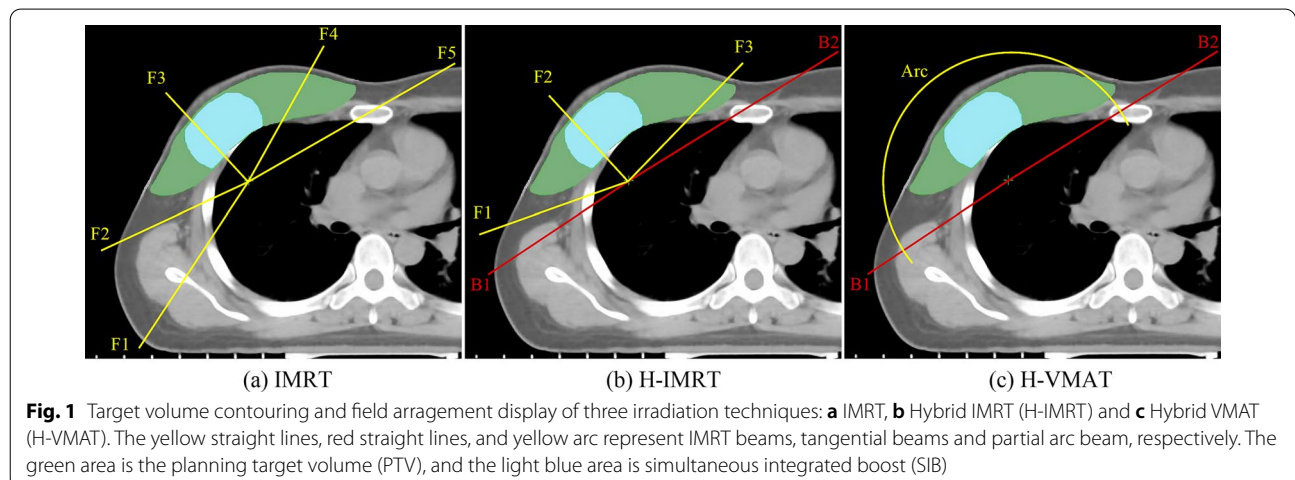 F4
F5
F3
F2
F1
(a) IMRT
B2
F3
F2
F1
B1
(b) H-IMRT
B2
Arc
B1
(c) H-VMAT
Fig. 1 Target volume contouring and field arragement display of three irradiation techniques: a IMRT, b Hybrid IMRT (H-IMRT) and c Hybrid VMAT
(H-VMAT). The yellow straight lines, red straight lines, and yellow arc represent IMRT beams, tangential beams and partial arc beam, respectively. The
green area is the planning target volume (PTV), and the light blue area is simultaneous integrated boost (SIB)